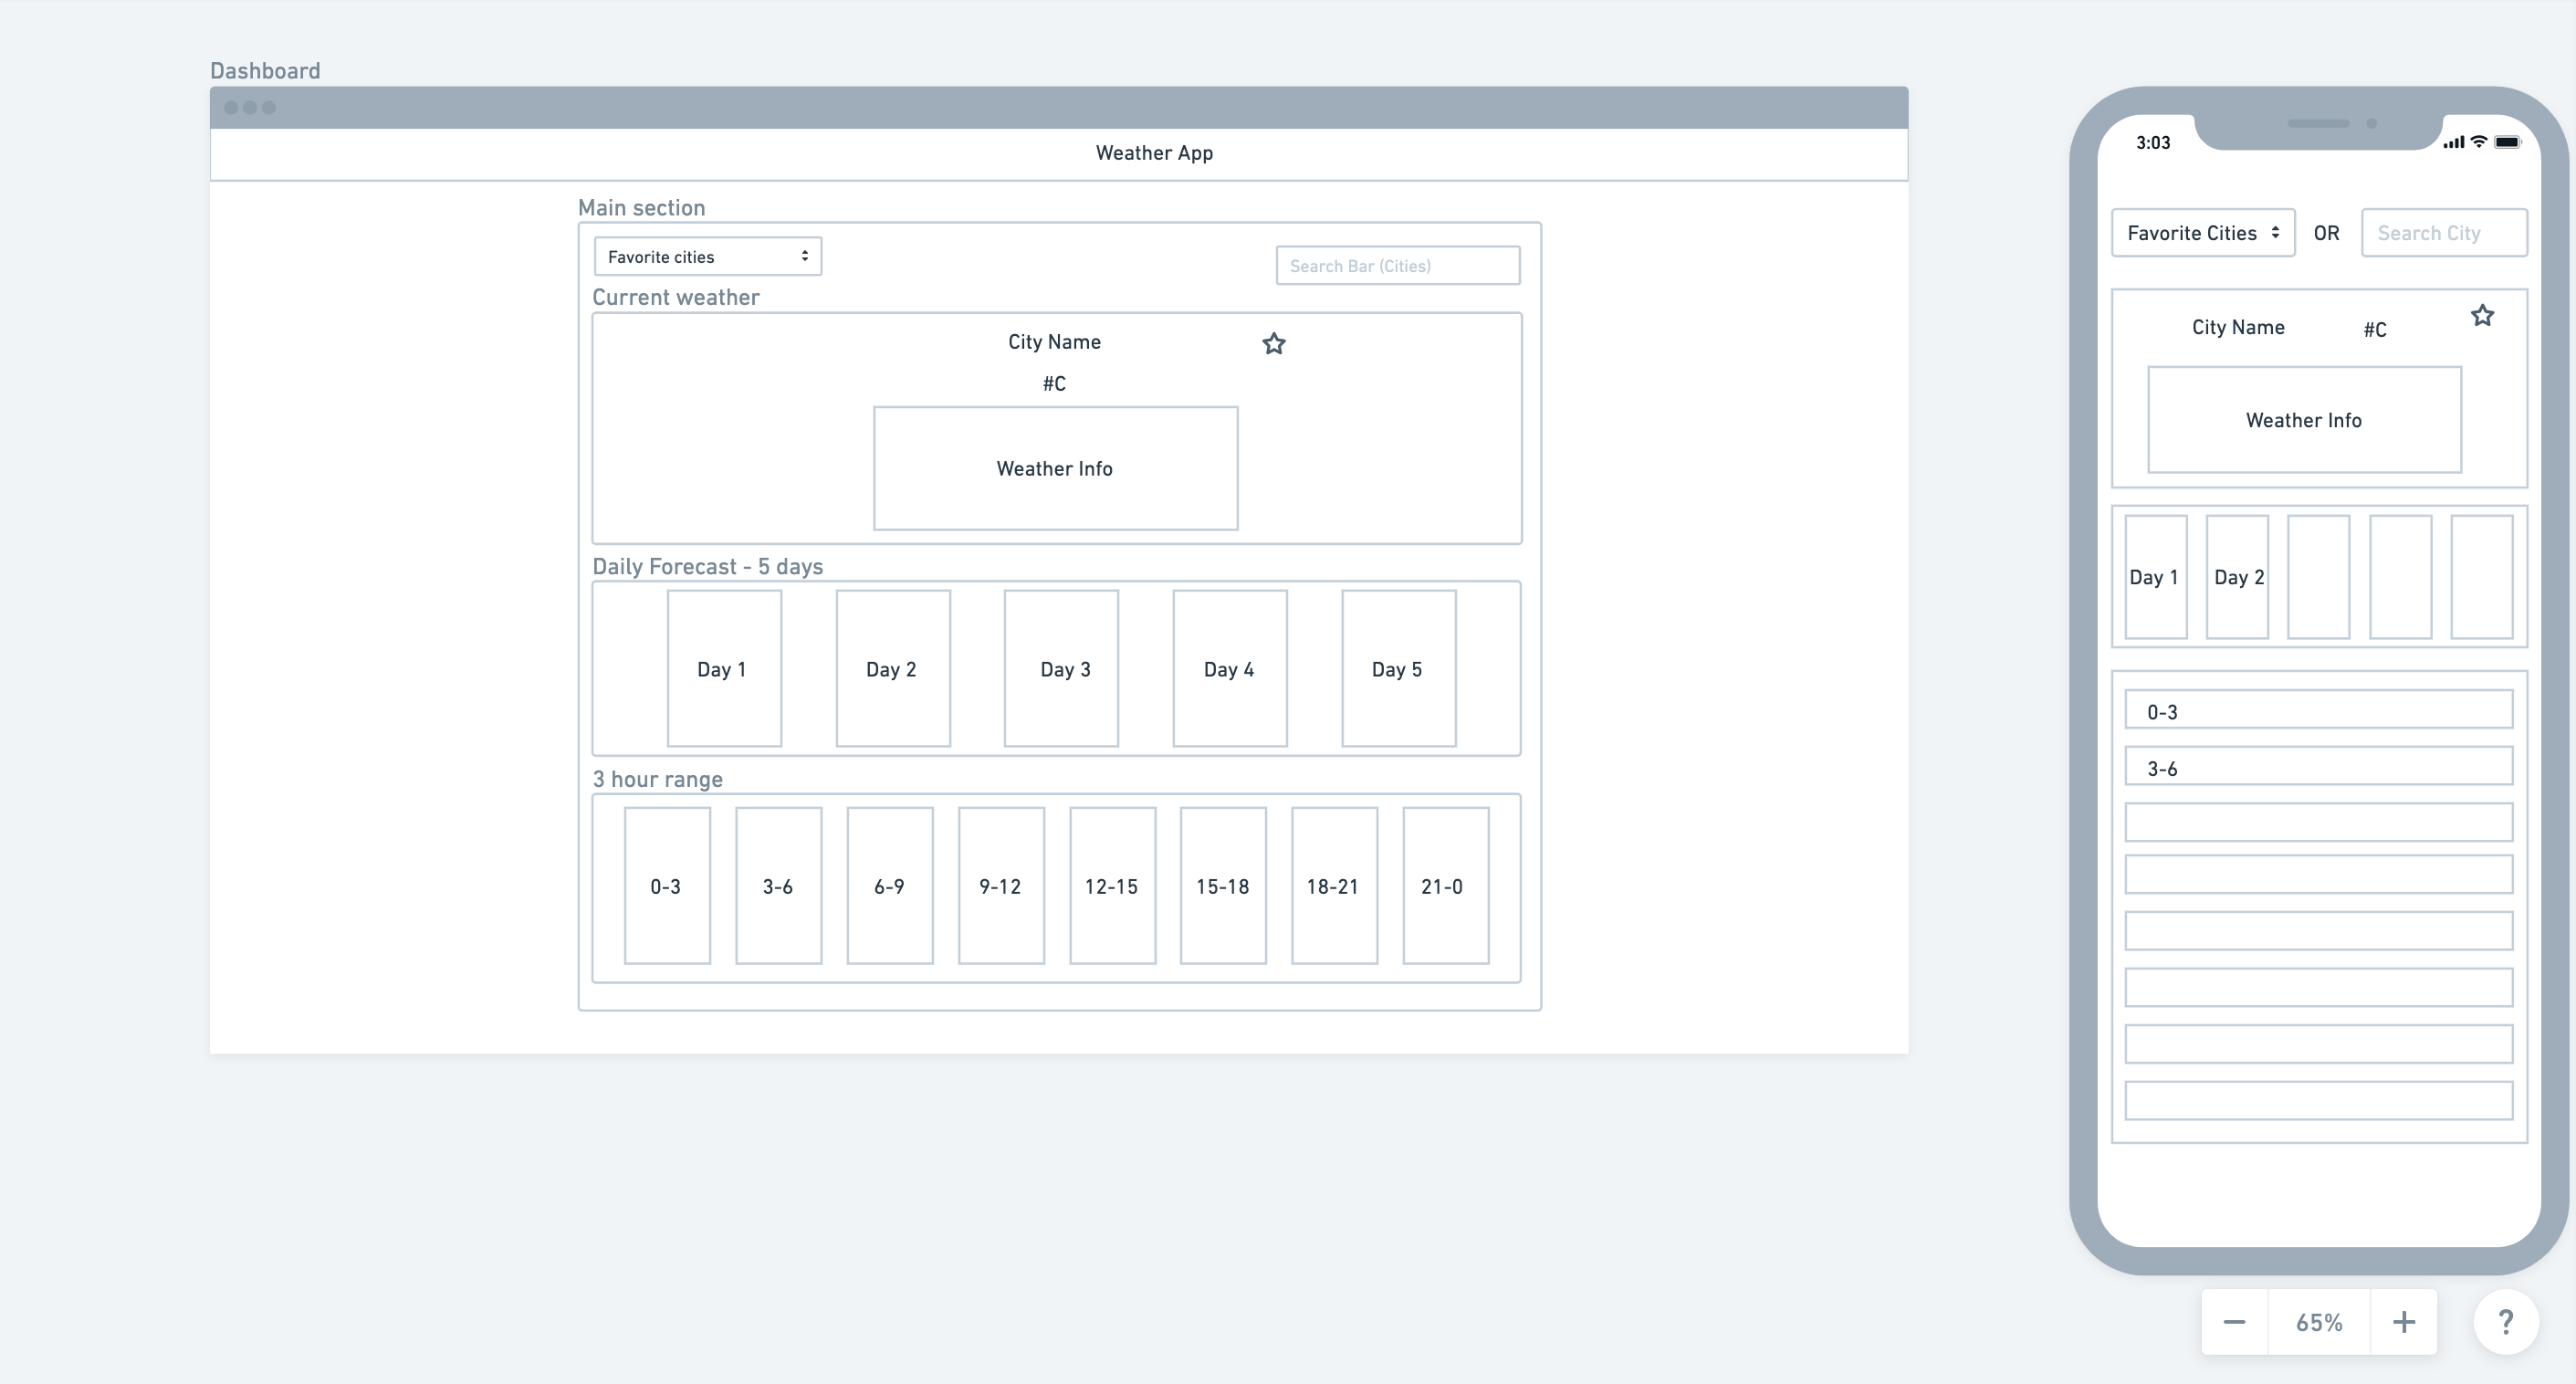 Dashboard
Weather App
Main section
Favorite cities
Search Bar (Cities)
Current weather
City Name
#C
Weather Info
Daily Forecast - 5 days
Day 1 Day 2 Day 3 Day 4 Day 5
3 hour range
0-3 3-6 6-9 9-12 12-15 15-18 18-21 21-0
3:03
Favorite Cities OR Search City
City Name #C
Weather Info
Day 1 Day 2
0-3
3-6
65%
?